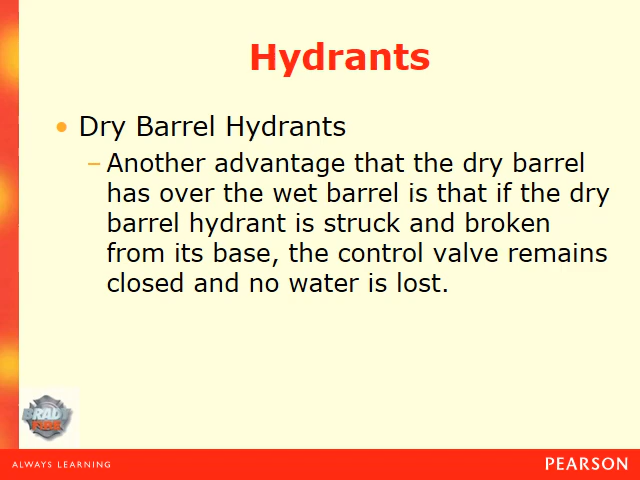 Hydrants
• Dry Barrel Hydrants
– Another advantage that the dry barrel
has over the wet barrel is that if the dry
barrel hydrant is struck and broken
from its base, the control valve remains
closed and no water is lost.
BRADY
FIRE
ALWAYS LEARNING
PEARSON